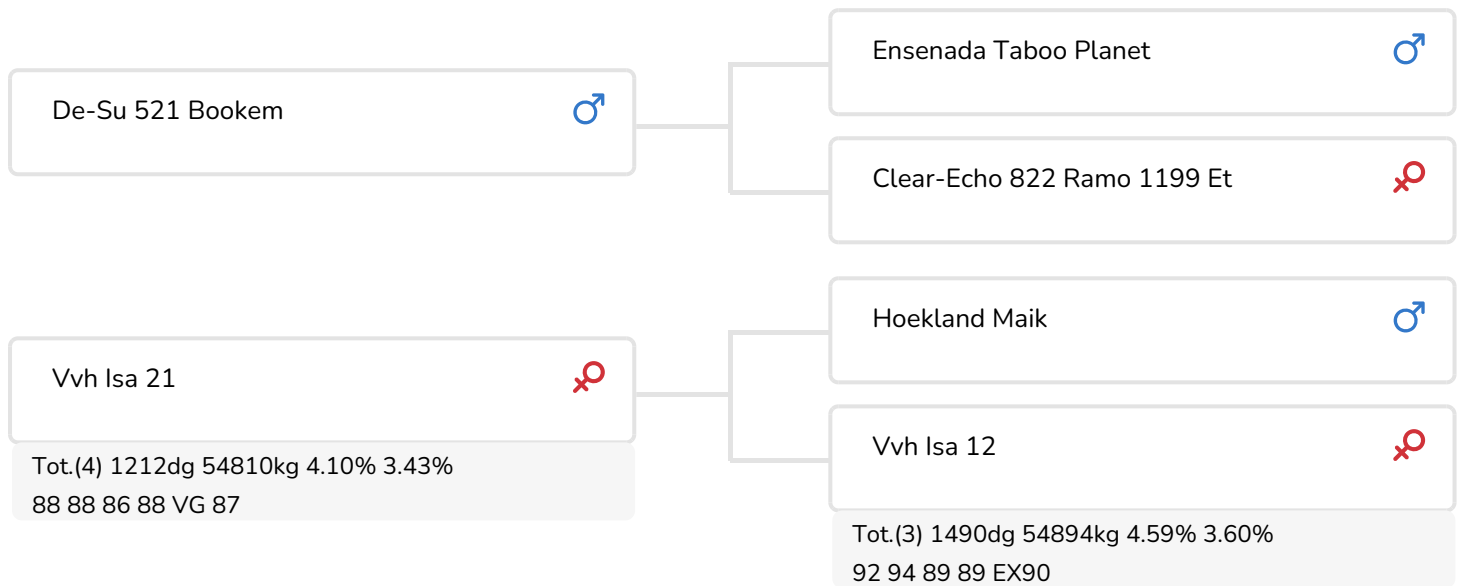 De-Su 521 Bookem
Ensenada Taboo Planet
Clear-Echo 822 Ramo 1199 Et
Vvh Isa 21
Tot.(4) 1212dg 54810kg 4.10% 3.43%
88 88 86 88 VG 87
Hoekland Maik
Vvh Isa 12
Tot.(3) 1490dg 54894kg 4.59% 3.60%
92 94 89 89 EX90